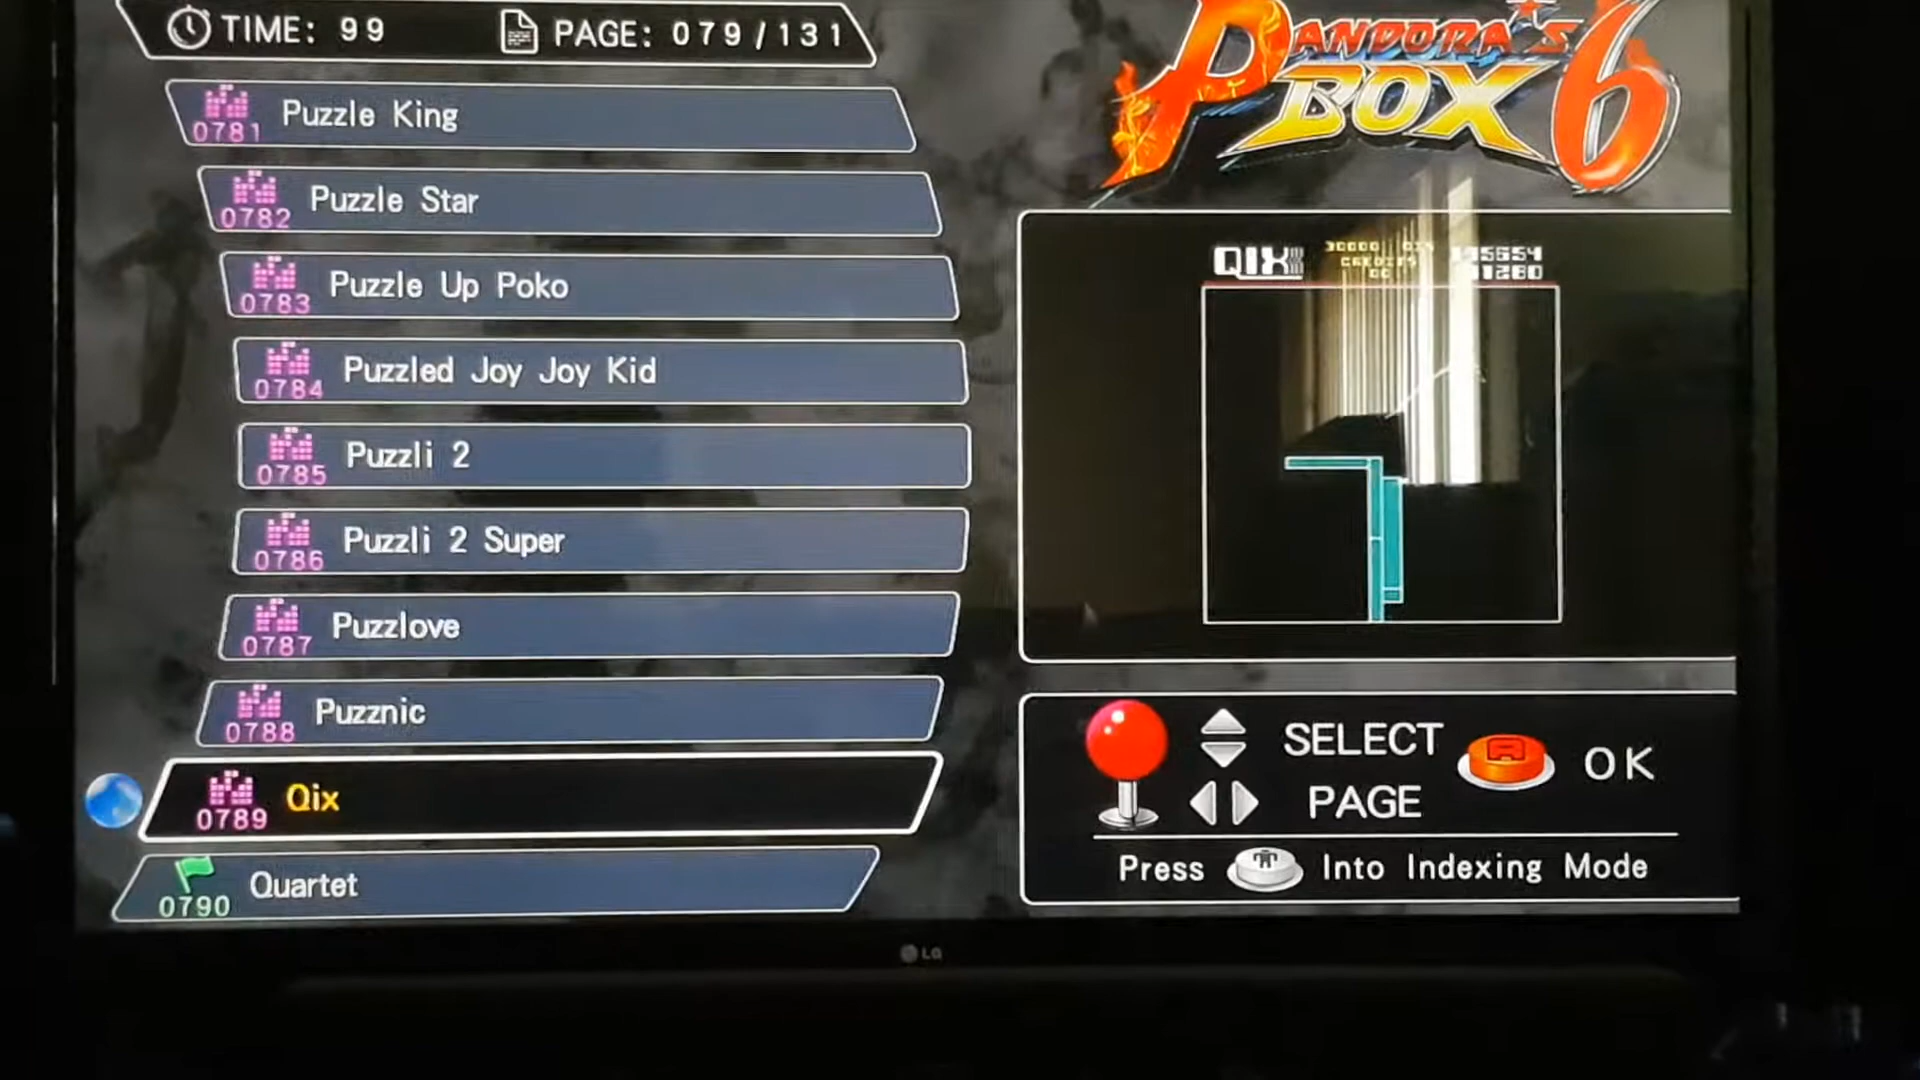 TIME: 99
PAGE: 079/131
PANDORA'S
BOX 6
0781 Puzzle King
0782 Puzzle Star
0783 Puzzle Up Poko
0784 Puzzled Joy Joy Kid
0785 Puzzli 2
0786 Puzzli 2 Super
0787 Puzzlove
0788 Puzznic
0789 Qix
0790 Quartet
QIX 30000
CREDITS
SELECT
PAGE
A
OK
Press Into Indexing Mode
LG